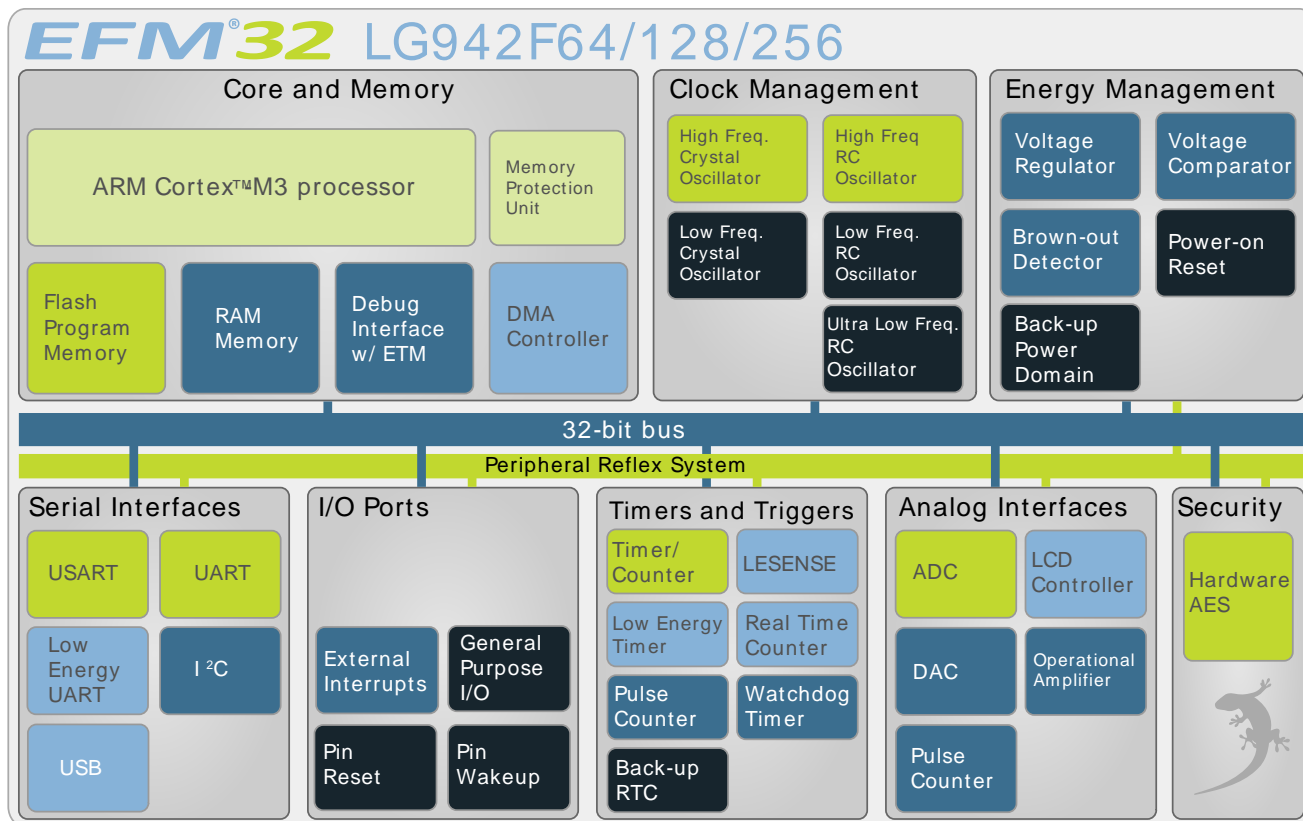 EFM®32 LG942F64/128/256
Core and Memory
ARM Cortex™M3 processor
Memory
Protection
Unit
Flash
Program
Memory
RAM
Memory
Debug
Interface
w/ ETM
DMA
Controller
Clock Management
High Freq.
Crystal
Oscillator
High Freq
RC
Oscillator
Low Freq.
Crystal
Oscillator
Low Freq.
RC
Oscillator
Ultra Low Freq.
RC
Oscillator
Energy Management
Voltage
Regulator
Voltage
Comparator
Brown-out
Detector
Power-on
Reset
Back-up
Power
Domain
32-bit bus
Peripheral Reflex System
Serial Interfaces
USART
UART
Low
Energy
UART
I²C
USB
I/O Ports
External
Interrupts
General
Purpose
I/O
Pin
Reset
Pin
Wakeup
Timers and Triggers
Timer/
Counter
LESENSE
Low Energy
Timer
Real Time
Counter
Pulse
Counter
Watchdog
Timer
Back-up
RTC
Analog Interfaces
ADC
LCD
Controller
DAC
Operational
Amplifier
Pulse
Counter
Security
Hardware
AES